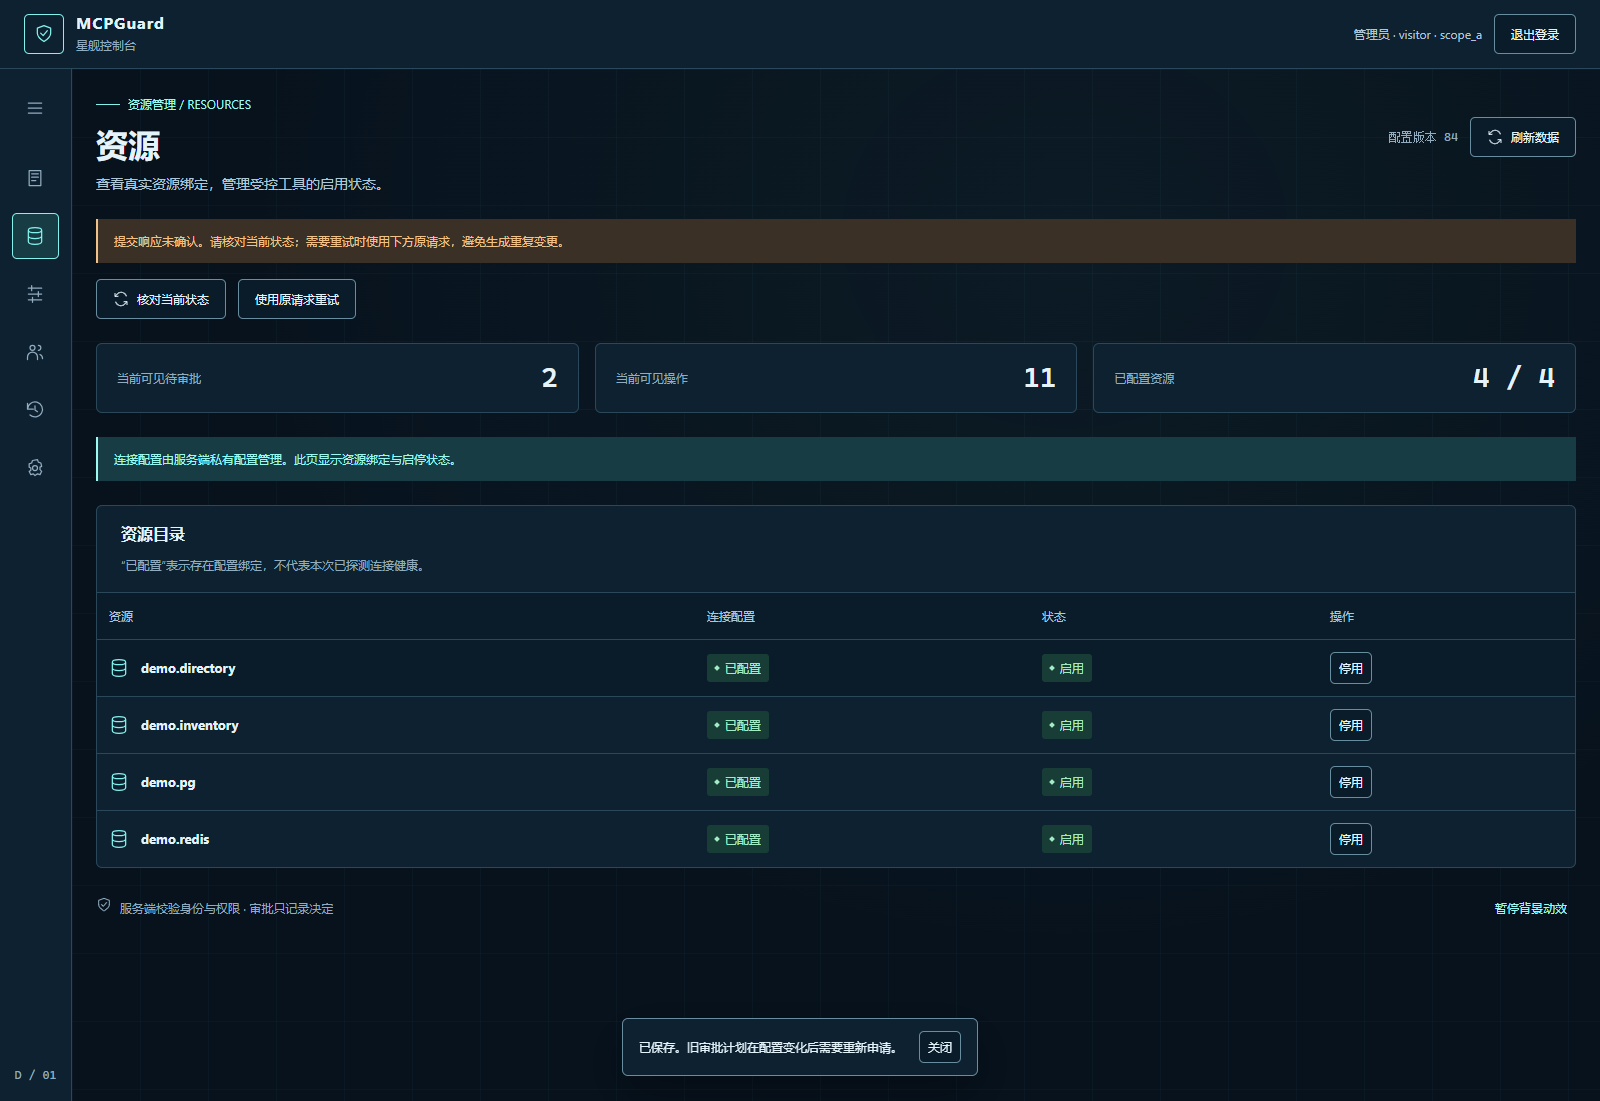 MCPGuard
星舰控制台
管理员 · visitor · scope_a
退出登录
资源管理 / RESOURCES
资源
查看真实资源绑定，管理受控工具的启用状态。
配置版本 84
刷新数据
提交响应未确认。请核对当前状态；需要重试时使用下方原请求，避免生成重复变更。
核对当前状态
使用原请求重试
当前可见待审批 2
当前可见操作 11
已配置资源 4 / 4
连接配置由服务端私有配置管理。此页显示资源绑定与启停状态。
资源目录
“已配置”表示存在配置绑定，不代表本次已探测连接健康。
资源 连接配置 状态 操作
demo.directory 已配置 启用 停用
demo.inventory 已配置 启用 停用
demo.pg 已配置 启用 停用
demo.redis 已配置 启用 停用
服务端校验身份与权限 · 审批只记录决定
暂停背景动效
已保存。旧审批计划在配置变化后需要重新申请。
关闭
D / 01